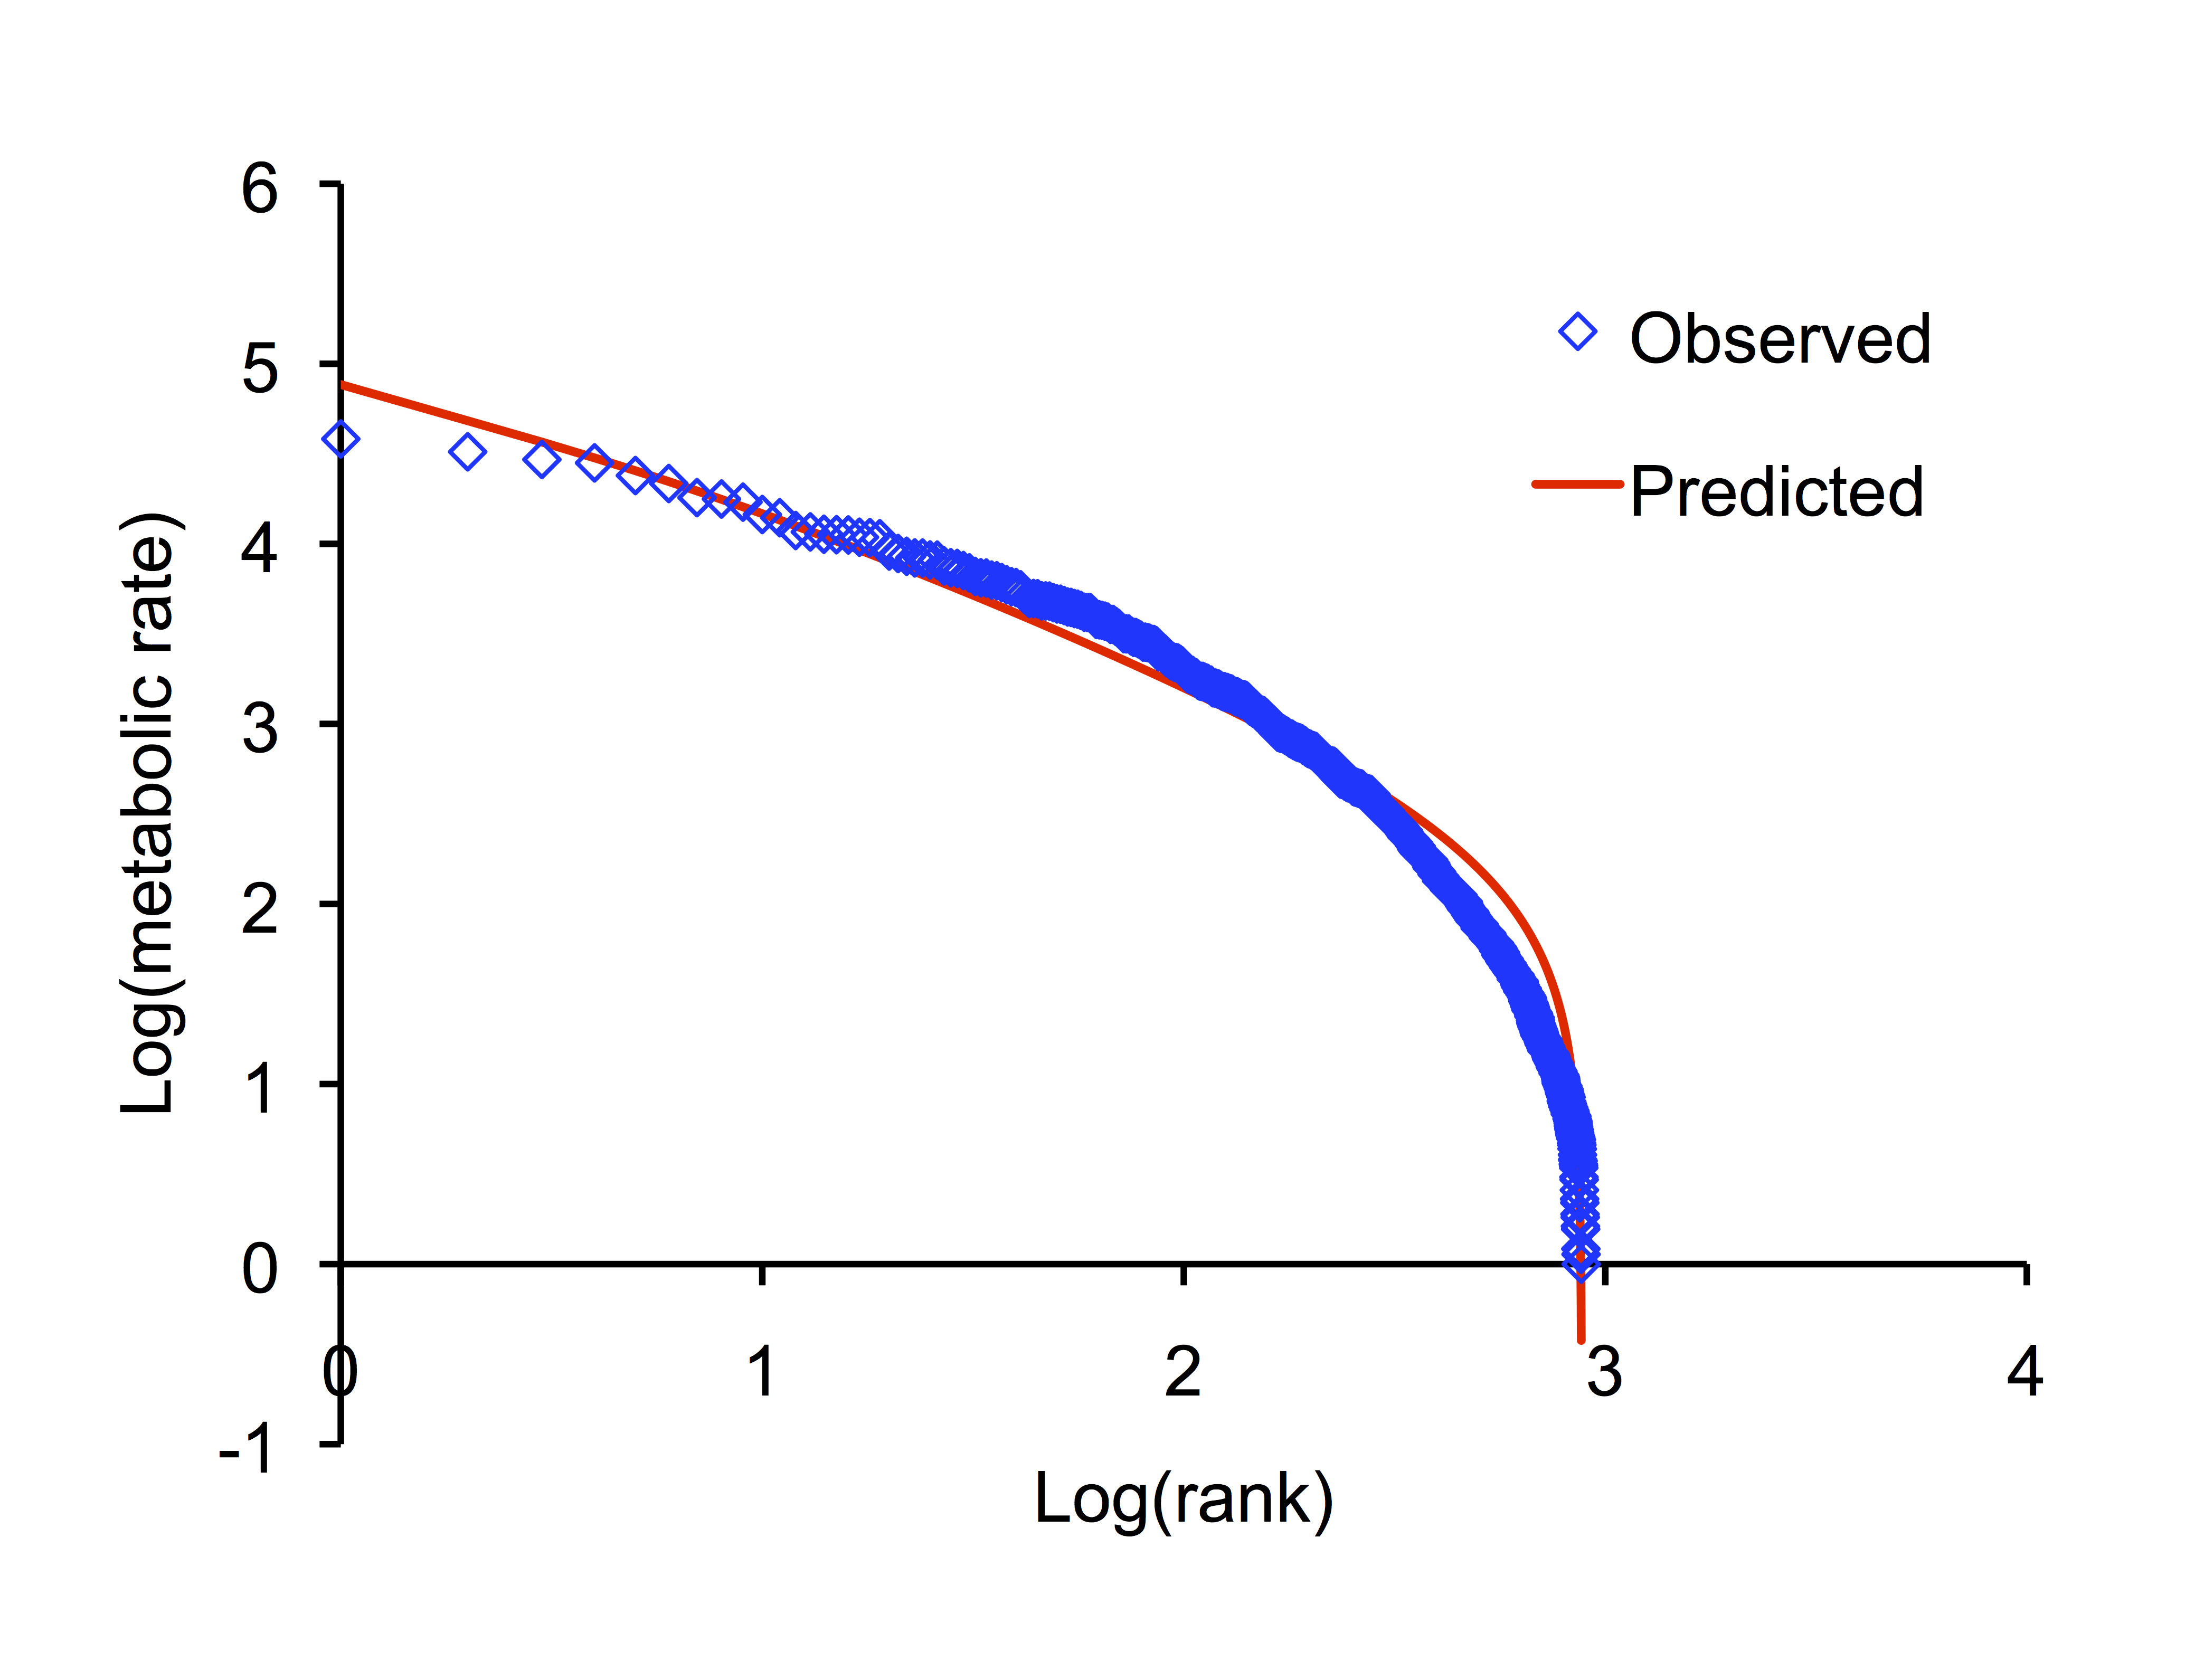 6
5
4
3
2
1
0
-1
Log(metabolic rate)
Observed
Predicted
0 1 2 3 4
Log(rank)